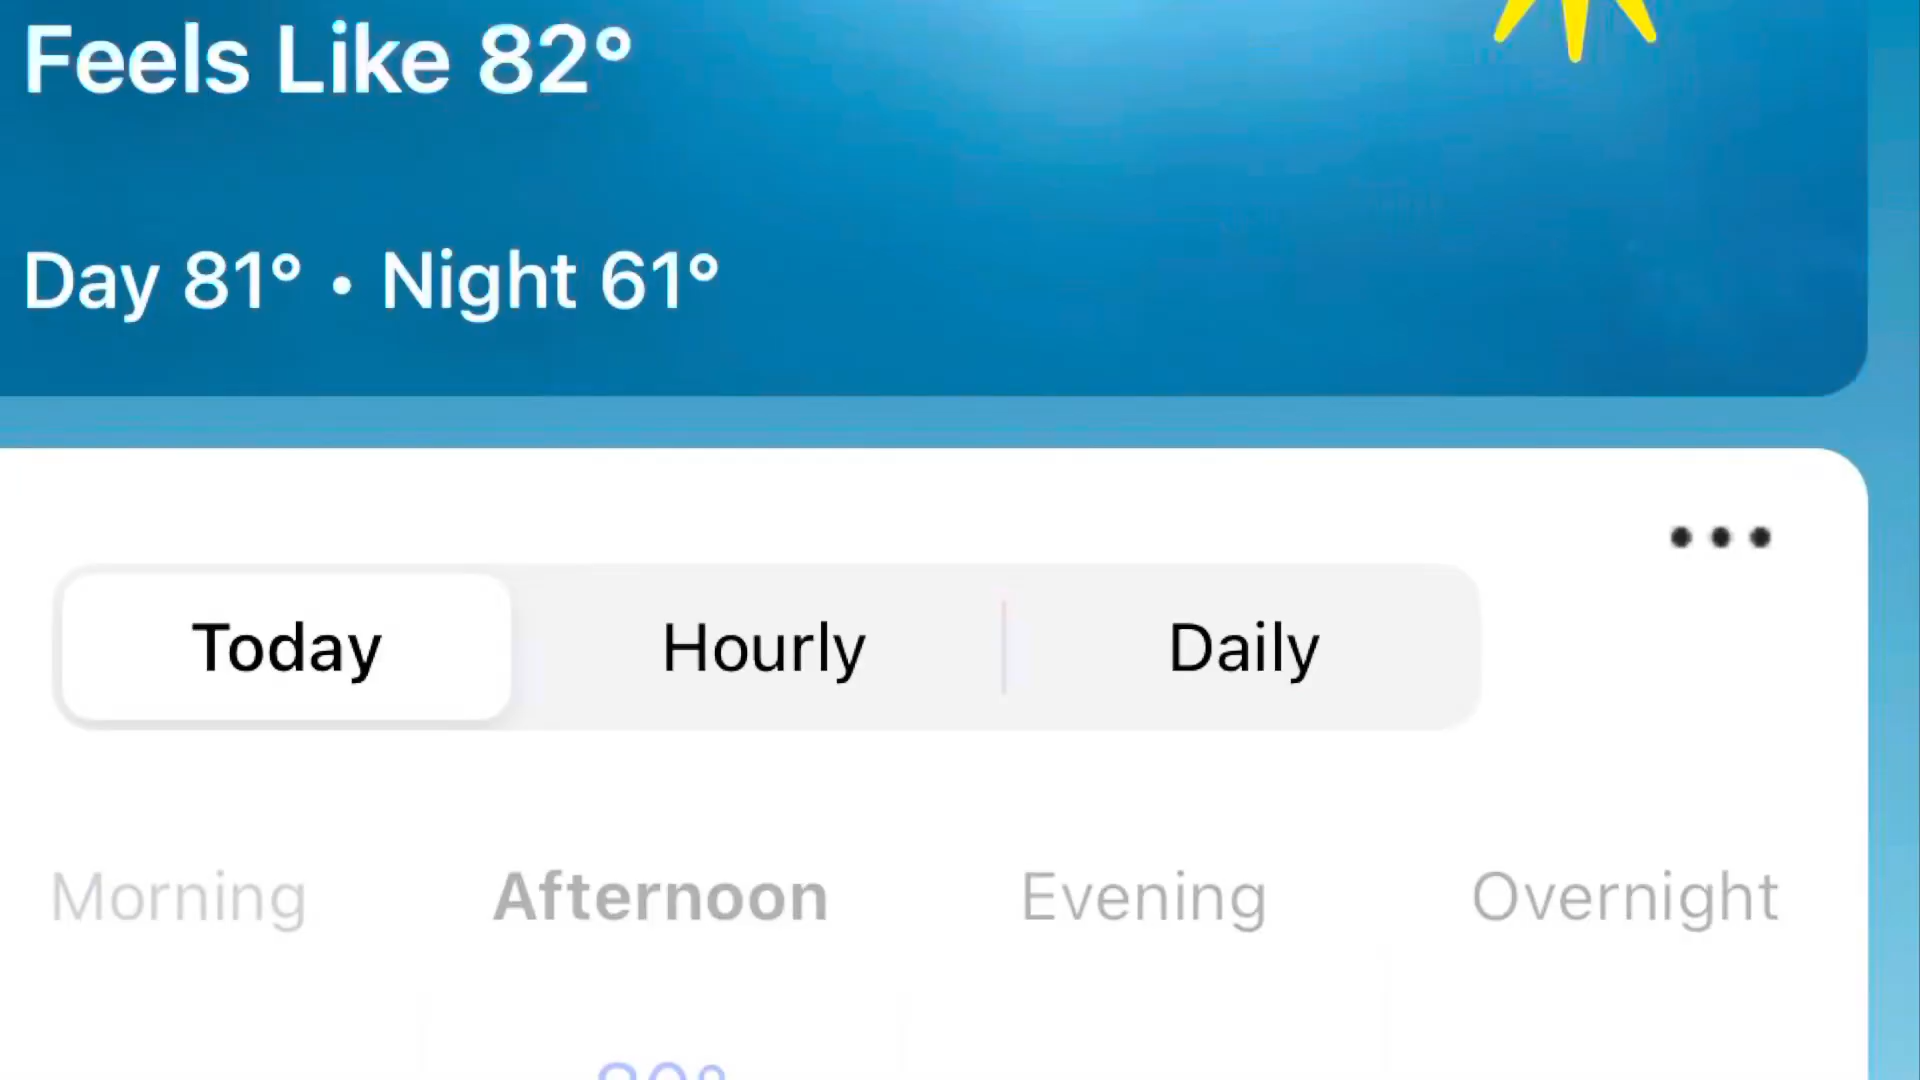 Feels Like 82°
Day 81° • Night 61°
Today Hourly Daily
Morning Afternoon Evening Overnight